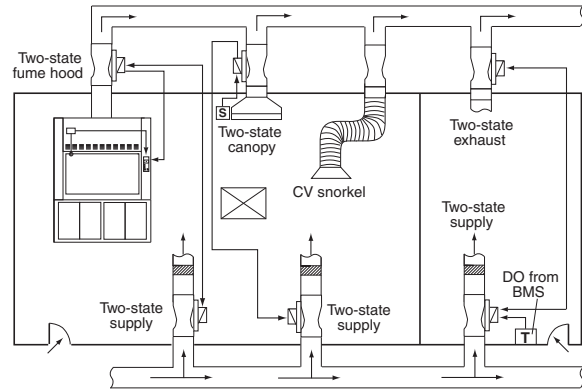 Two-state
fume hood
S
Two-state
canopy
CV snorkel
Two-state
exhaust
Two-state
supply
Two-state
supply
Two-state
supply
DO from
BMS
T